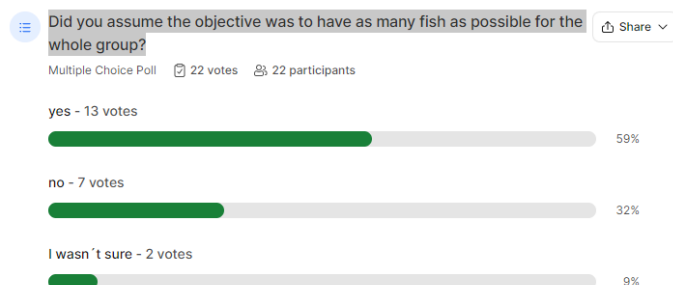 Did you assume the objective was to have as many fish as possible for the
whole group?
Share
Multiple Choice Poll 22 votes 22 participants
yes - 13 votes
59%
no - 7 votes
32%
I wasn´t sure - 2 votes
9%